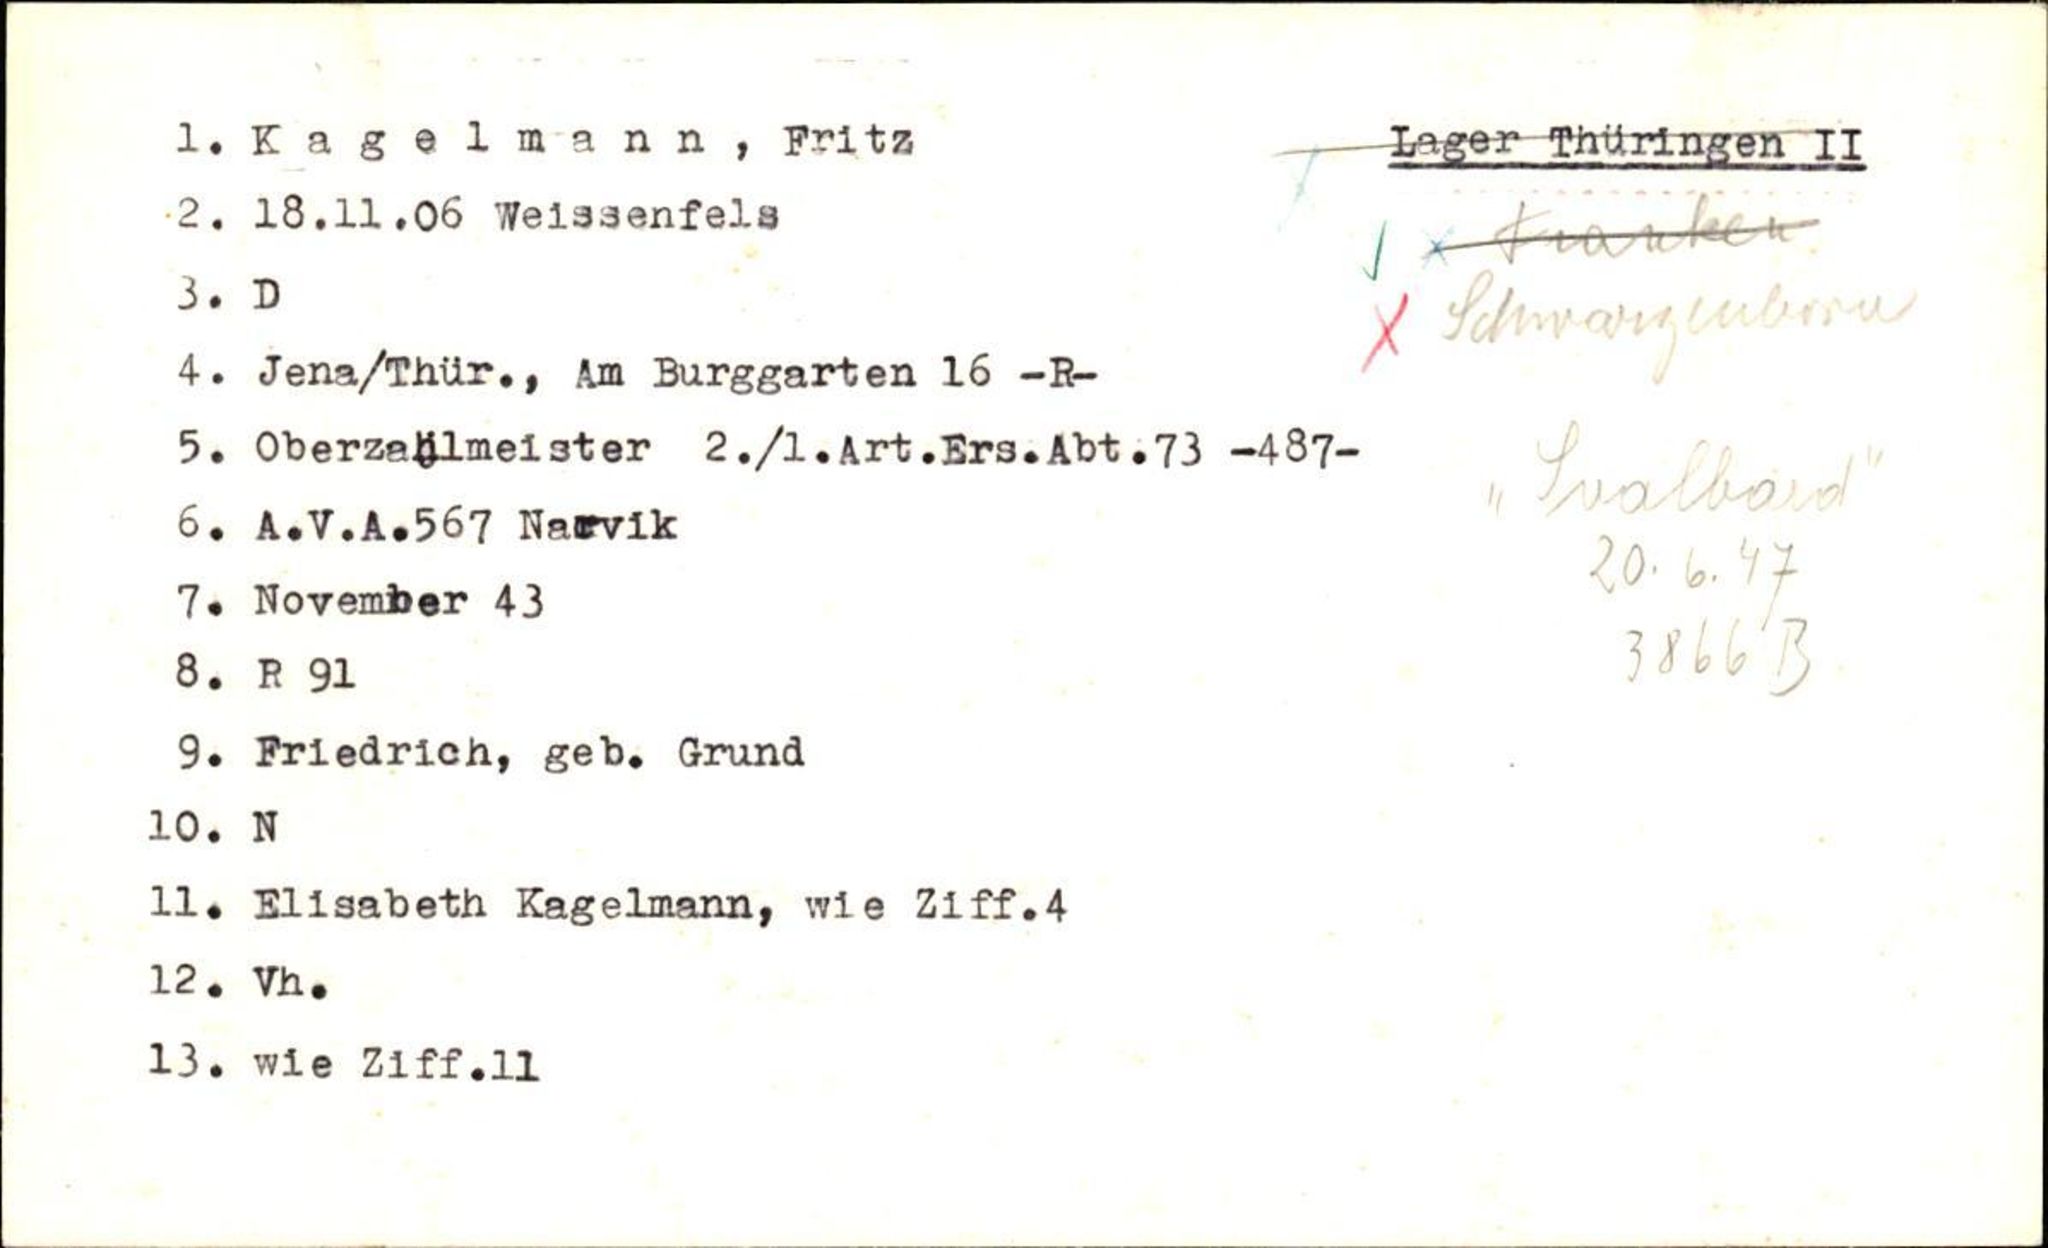 1. K a g e l m a n n , Fritz
Lager Thüringen II
2. 18.11.06 Weissenfels
Franken
3. D
Schwarzenborn
4. Jena/Thür., Am Burggarten 16 -R-
5. Oberzahlmeister 2./l.Art.Ers.Abt.73 -487-
"Svalbard"
6. A.V.A.567 Narvik
20.6.47
7. November 43
3866 B
8. R 91
9. Friedrich, geb. Grund
10. N
11. Elisabeth Kagelmann, wie Ziff.4
12. Vh.
13. wie Ziff.11